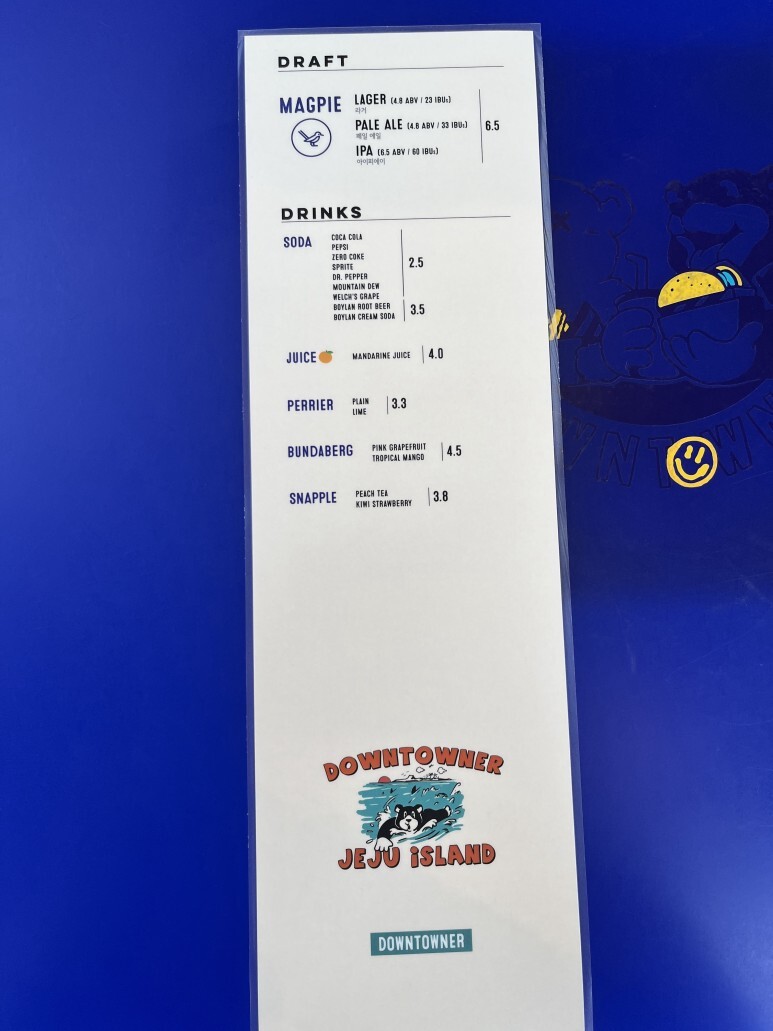 DRAFT
MAGPIE
LAGER (4.8 ABV / 23 IBUs)
라거
PALE ALE (4.8 ABV / 33 IBUs)
페일 에일
IPA (6.5 ABV / 60 IBUs)
아이피에이
6.5
DRINKS
SODA
COCA COLA
PEPSI
ZERO COKE
SPRITE
DR. PEPPER
MOUNTAIN DEW
WELCH'S GRAPE
2.5
BOYLAN ROOT BEER
BOYLAN CREAM SODA
3.5
JUICE
MANDARINE JUICE
4.0
PERRIER
PLAIN
LIME
3.3
BUNDABERG
PINK GRAPEFRUIT
TROPICAL MANGO
4.5
SNAPPLE
PEACH TEA
KIWI STRAWBERRY
3.8
DOWNTOWNER
JEJU iSLAND
DOWNTOWNER